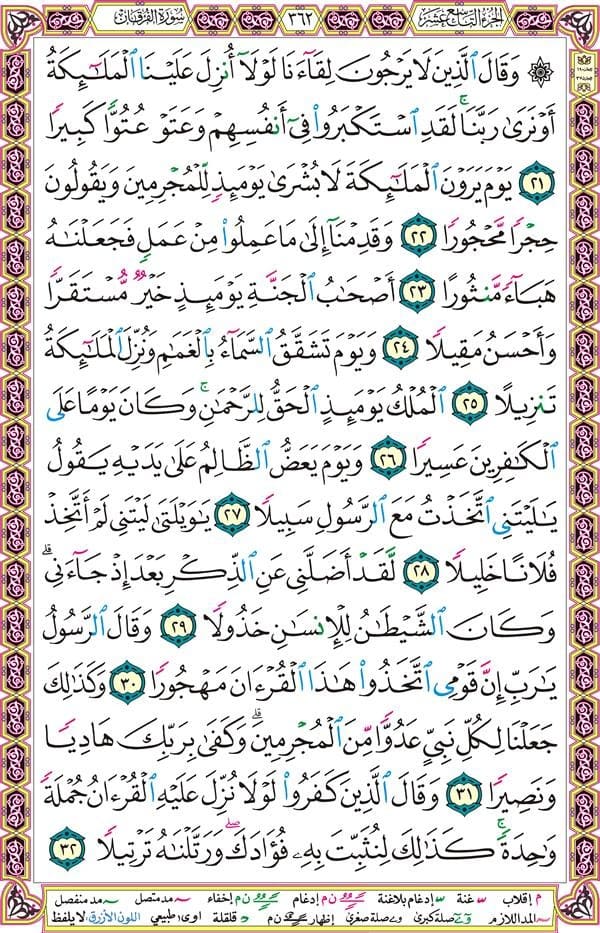 سورة الفرقان ٣٦٢ الجزء التاسع عشر
۞ وَقَالَ ٱلَّذِينَ لَا يَرْجُونَ لِقَآءَنَا لَوْلَآ أُنزِلَ عَلَيْنَا ٱلْمَلَـٰٓئِكَةُ
أَوْ نَرَىٰ رَبَّنَا ۗ لَقَدِ ٱسْتَكْبَرُوا۟ فِىٓ أَنفُسِهِمْ وَعَتَوْ عُتُوًّا كَبِيرًا
٢١ يَوْمَ يَرَوْنَ ٱلْمَلَـٰٓئِكَةَ لَا بُشْرَىٰ يَوْمَئِذٍ لِّلْمُجْرِمِينَ وَيَقُولُونَ
حِجْرًا مَّحْجُورًا ٢٢ وَقَدِمْنَآ إِلَىٰ مَا عَمِلُوا۟ مِنْ عَمَلٍ فَجَعَلْنَـٰهُ
هَبَآءً مَّنثُورًا ٢٣ أَصْحَـٰبُ ٱلْجَنَّةِ يَوْمَئِذٍ خَيْرٌ مُّسْتَقَرًّا
وَأَحْسَنُ مَقِيلًا ٢٤ وَيَوْمَ تَشَقَّقُ ٱلسَّمَآءُ بِٱلْغَمَـٰمِ وَنُزِّلَ ٱلْمَلَـٰٓئِكَةُ
تَنزِيلًا ٢٥ ٱلْمُلْكُ يَوْمَئِذٍ ٱلْحَقُّ لِلرَّحْمَـٰنِ ۚ وَكَانَ يَوْمًا عَلَى
ٱلْكَـٰفِرِينَ عَسِيرًا ٢٦ وَيَوْمَ يَعَضُّ ٱلظَّالِمُ عَلَىٰ يَدَيْهِ يَقُولُ
يَـٰلَيْتَنِى ٱتَّخَذْتُ مَعَ ٱلرَّسُولِ سَبِيلًا ٢٧ يَـٰوَيْلَتَىٰ لَيْتَنِى لَمْ أَتَّخِذْ
فُلَانًا خَلِيلًا ٢٨ لَّقَدْ أَضَلَّنِى عَنِ ٱلذِّكْرِ بَعْدَ إِذْ جَآءَنِى ۗ
وَكَانَ ٱلشَّيْطَـٰنُ لِلْإِنسَـٰنِ خَذُولًا ٢٩ وَقَالَ ٱلرَّسُولُ
يَـٰرَبِّ إِنَّ قَوْمِى ٱتَّخَذُوا۟ هَـٰذَا ٱلْقُرْءَانَ مَهْجُورًا ٣٠ وَكَذَٰلِكَ
جَعَلْنَا لِكُلِّ نَبِىٍّ عَدُوًّا مِّنَ ٱلْمُجْرِمِينَ ۗ وَكَفَىٰ بِرَبِّكَ هَادِيًا
وَنَصِيرًا ٣١ وَقَالَ ٱلَّذِينَ كَفَرُوا۟ لَوْلَا نُزِّلَ عَلَيْهِ ٱلْقُرْءَانُ جُمْلَةً
وَٰحِدَةً ۚ كَذَٰلِكَ لِنُثَبِّتَ بِهِۦ فُؤَادَكَ ۖ وَرَتَّلْنَـٰهُ تَرْتِيلًا ٣٢
م إقلاب غنة إدغام بلاغنة ن م إدغام ن م إخفاء مد متصل مد منفصل
المد اللازم صلة كبرى صلة صغرى إظهار ن م قلقلة اوى طبيعي اللون الأزرق لا يلفظ